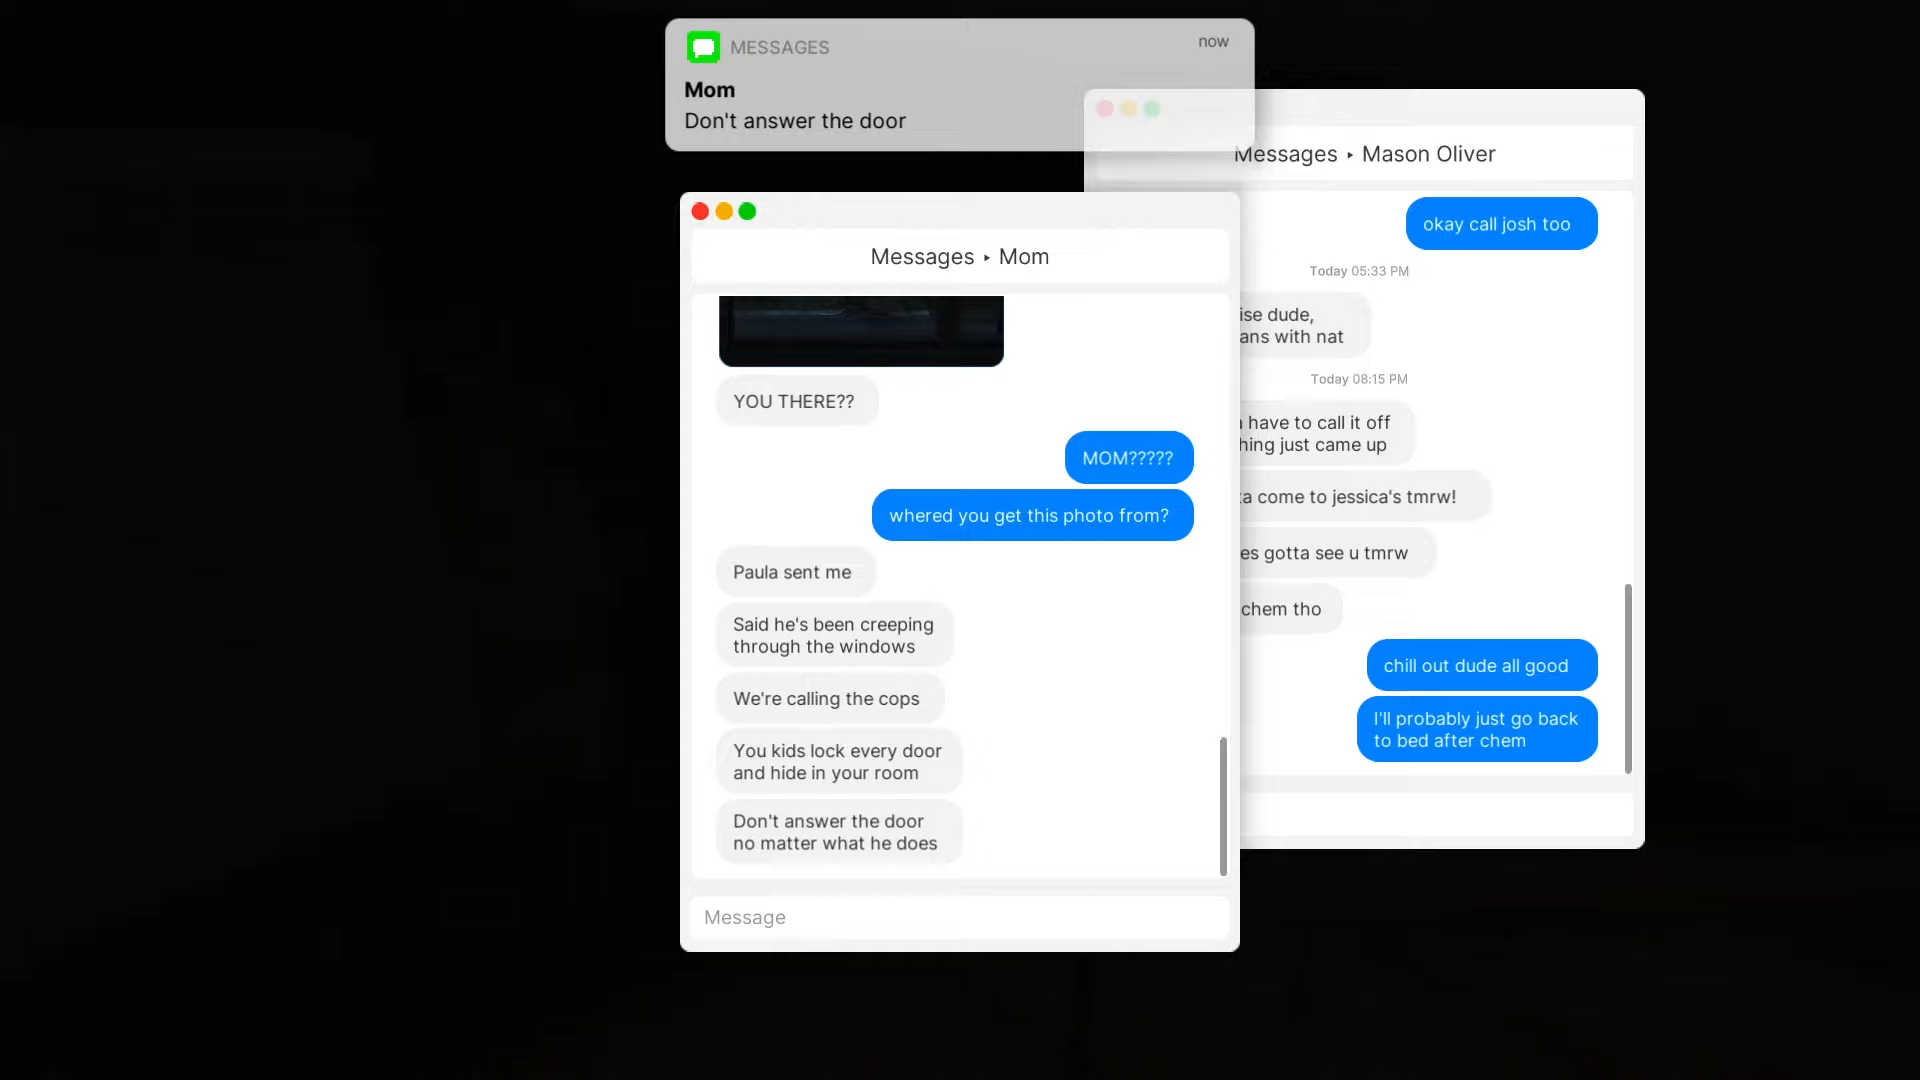 MESSAGES
now
Mom
Don't answer the door
Messages ‣ Mom
YOU THERE??
MOM?????
whered you get this photo from?
Paula sent me
Said he's been creeping
through the windows
We're calling the cops
You kids lock every door
and hide in your room
Don't answer the door
no matter what he does
Message
Messages ‣ Mason Oliver
okay call josh too
Today 05:33 PM
dude,
with nat
Today 08:15 PM
have to call it off
just came up
come to jessica's tmrw!
gotta see u tmrw
chem tho
chill out dude all good
I'll probably just go back
to bed after chem